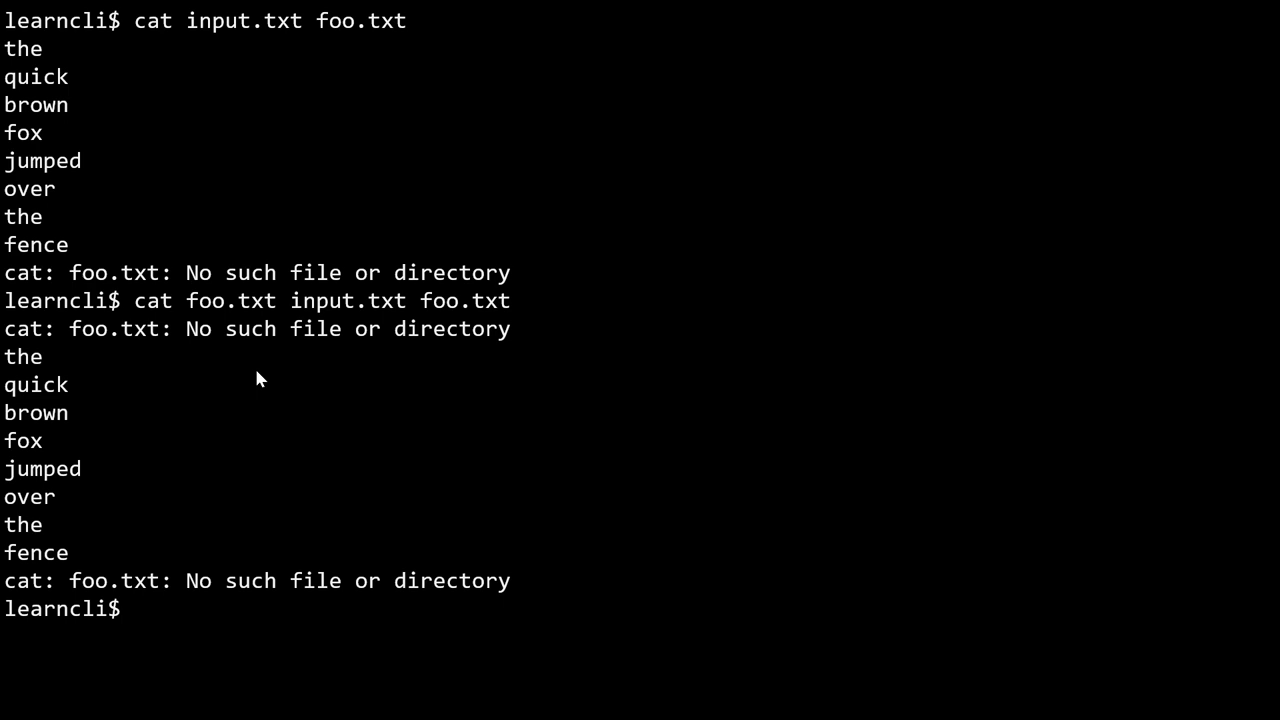 learncli$ cat input.txt foo.txt
the
quick
brown
fox
jumped
over
the
fence
cat: foo.txt: No such file or directory
learncli$ cat foo.txt input.txt foo.txt
cat: foo.txt: No such file or directory
the
quick
brown
fox
jumped
over
the
fence
cat: foo.txt: No such file or directory
learncli$